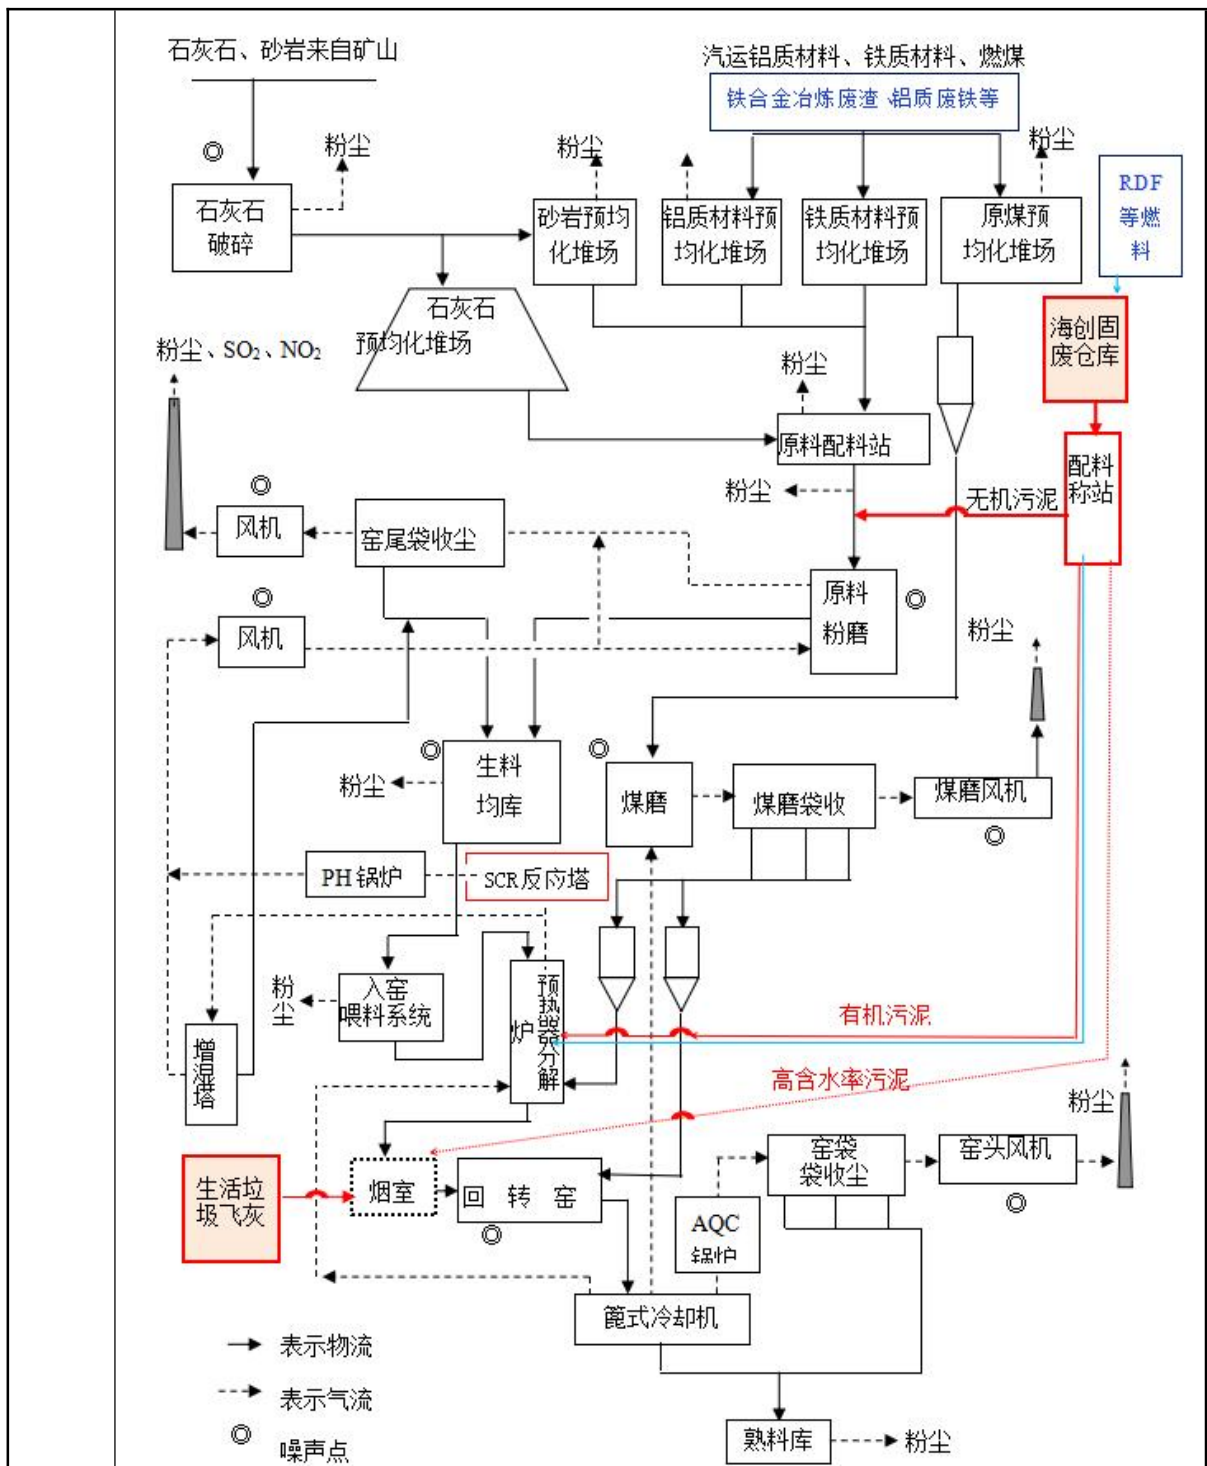 石灰石、砂岩来自矿山
汽运铝质材料、铁质材料、燃煤
铁合金冶炼废渣、铝质废铁等
粉尘
粉尘
粉尘
RDF
等燃
料
石灰石
破碎
砂岩预均
化堆场
铝质材料预
均化堆场
铁质材料预
均化堆场
原煤预
均化堆场
石灰石
预均化堆场
海创固
废仓库
粉尘、SO₂、NO₂
粉尘
原料配料站
配料
称站
粉尘
无机污泥
风机
窑尾袋收尘
原料
粉磨
风机
粉尘
生料
均库
粉尘
煤磨
煤磨袋收
煤磨风机
PH 锅炉
SCR 反应塔
粉
尘
入窑
喂料系统
预热器分解
炉
有机污泥
增湿塔
高含水率污泥
粉尘
生活垃
圾飞灰
烟室
回 转 窑
窑袋
袋收尘
窑头风机
AQC
锅炉
篦式冷却机
表示物流
表示气流
噪声点
熟料库
粉尘